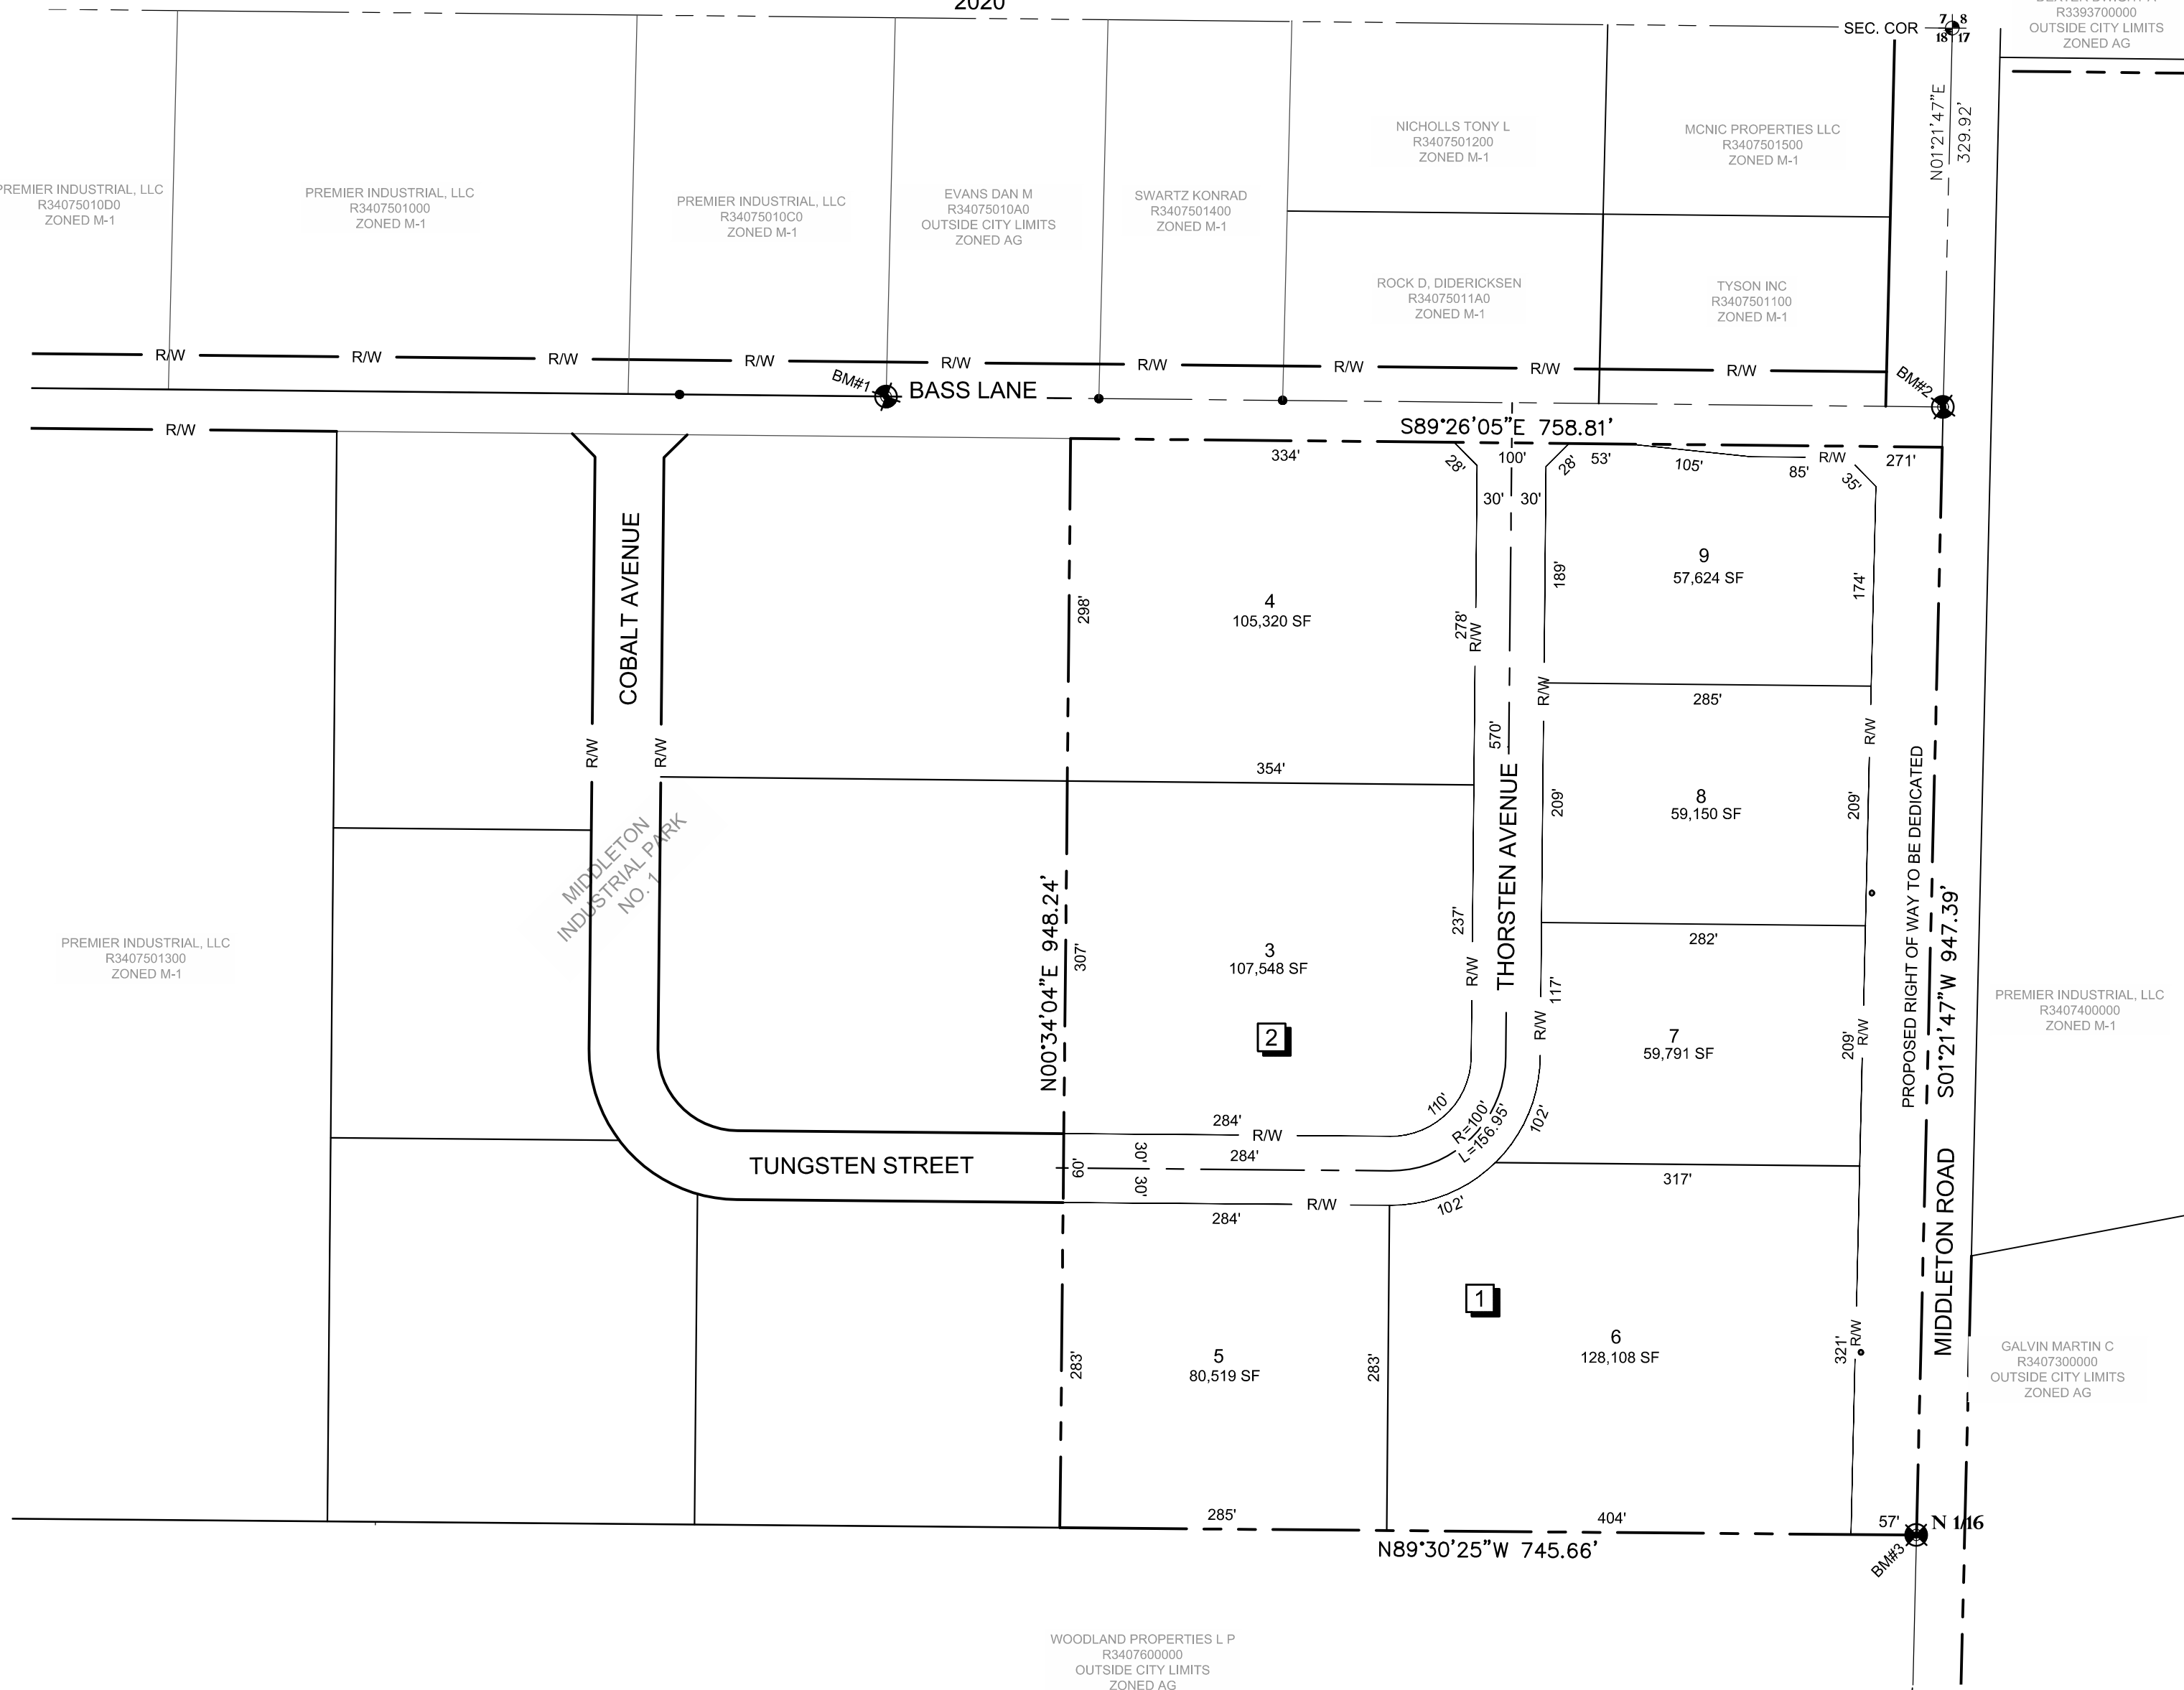 2020
R3393700000
OUTSIDE CITY LIMITS
ZONED AG
SEC. COR
7 8
18 17
N01°21'47"E
329.92'
NICHOLLS TONY L
R3407501200
ZONED M-1
MCNIC PROPERTIES LLC
R3407501500
ZONED M-1
PREMIER INDUSTRIAL, LLC
R34075010D0
ZONED M-1
PREMIER INDUSTRIAL, LLC
R3407501000
ZONED M-1
PREMIER INDUSTRIAL, LLC
R34075010C0
ZONED M-1
EVANS DAN M
R34075010A0
OUTSIDE CITY LIMITS
ZONED AG
SWARTZ KONRAD
R3407501400
ZONED M-1
ROCK D, DIDERICKSEN
R34075011A0
ZONED M-1
TYSON INC
R3407501100
ZONED M-1
R/W
R/W
R/W
R/W
R/W
R/W
R/W
R/W
R/W
BM#1
BASS LANE
BM#2
R/W
S89°26'05"E 758.81'
334'
28'
100'
28'
53'
105'
85'
R/W
35'
271'
30'
30'
COBALT AVENUE
R/W
R/W
298'
4
105,320 SF
278'
R/W
189'
R/W
9
57,624 SF
174'
285'
R/W
354'
570'
THORSTEN AVENUE
209'
8
59,150 SF
209'
PROPOSED RIGHT OF WAY TO BE DEDICATED
MIDDLETON
INDUSTRIAL PARK
NO. 1
PREMIER INDUSTRIAL, LLC
R3407501300
ZONED M-1
N00°34'04"E 948.24'
307'
3
107,548 SF
2
237'
R/W
282'
117'
R/W
7
59,791 SF
209'
R/W
S01°21'47"W 947.39'
PREMIER INDUSTRIAL, LLC
R3407400000
ZONED M-1
110'
R=100'
L=156.95'
102'
284'
R/W
TUNGSTEN STREET
60'
30'
30'
284'
284'
R/W
102'
317'
MIDDLETON ROAD
1
283'
5
80,519 SF
283'
6
128,108 SF
321'
R/W
GALVIN MARTIN C
R3407300000
OUTSIDE CITY LIMITS
ZONED AG
285'
404'
57'
N 1/16
N89°30'25"W 745.66'
BM#3
WOODLAND PROPERTIES L P
R3407600000
OUTSIDE CITY LIMITS
ZONED AG